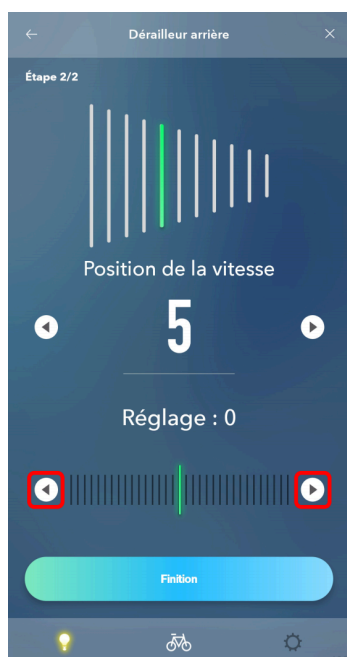 Dérailleur arrière
Étape 2/2
Position de la vitesse
5
Réglage : 0
Finition